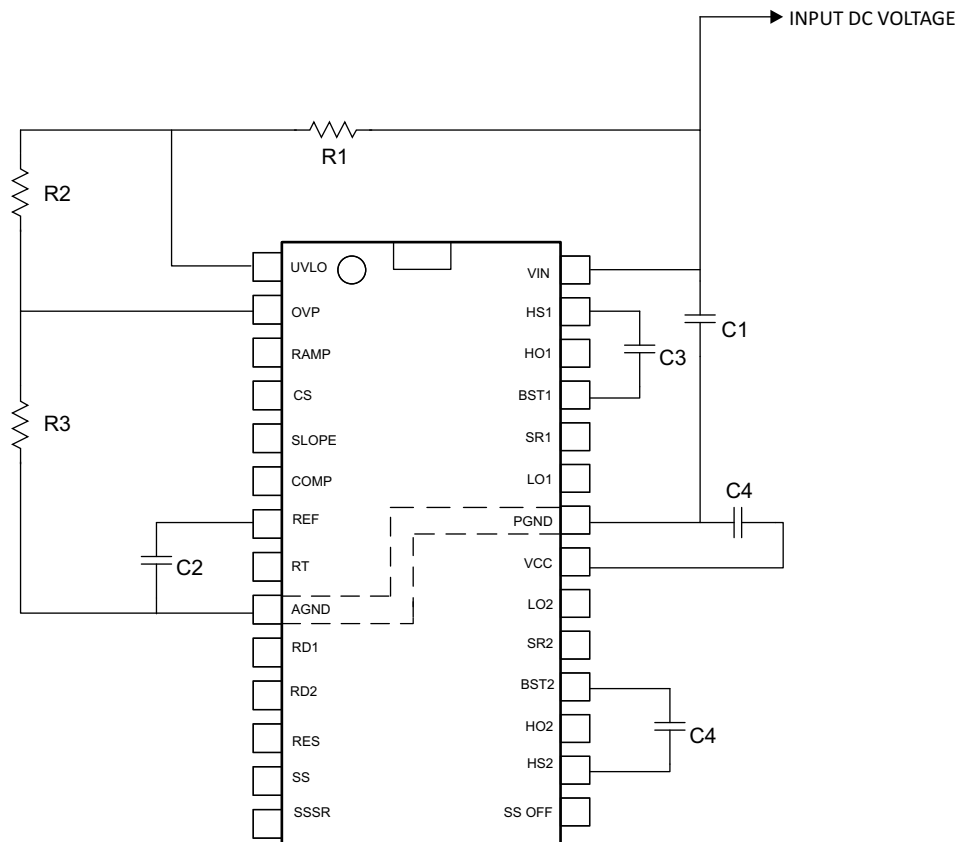 INPUT DC VOLTAGE
R1
R2
UVLO
VIN
OVP
HS1
C1
RAMP
HO1
C3
CS
BST1
R3
SLOPE
SR1
COMP
LO1
C4
REF
PGND
C2
RT
VCC
AGND
LO2
RD1
SR2
RD2
BST2
RES
HO2
C4
SS
HS2
SSSR
SS OFF